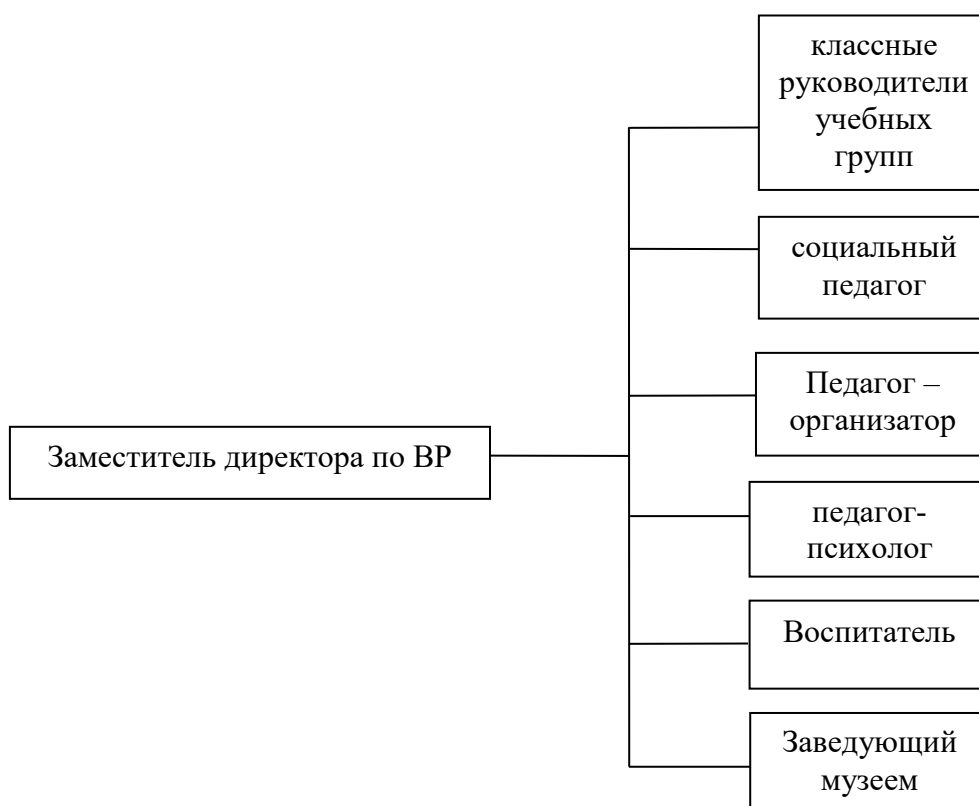 классные
руководители
учебных
групп
социальный
педагог
Педагог –
организатор
Заместитель директора по ВР
педагог-
психолог
Воспитатель
Заведующий
музеем